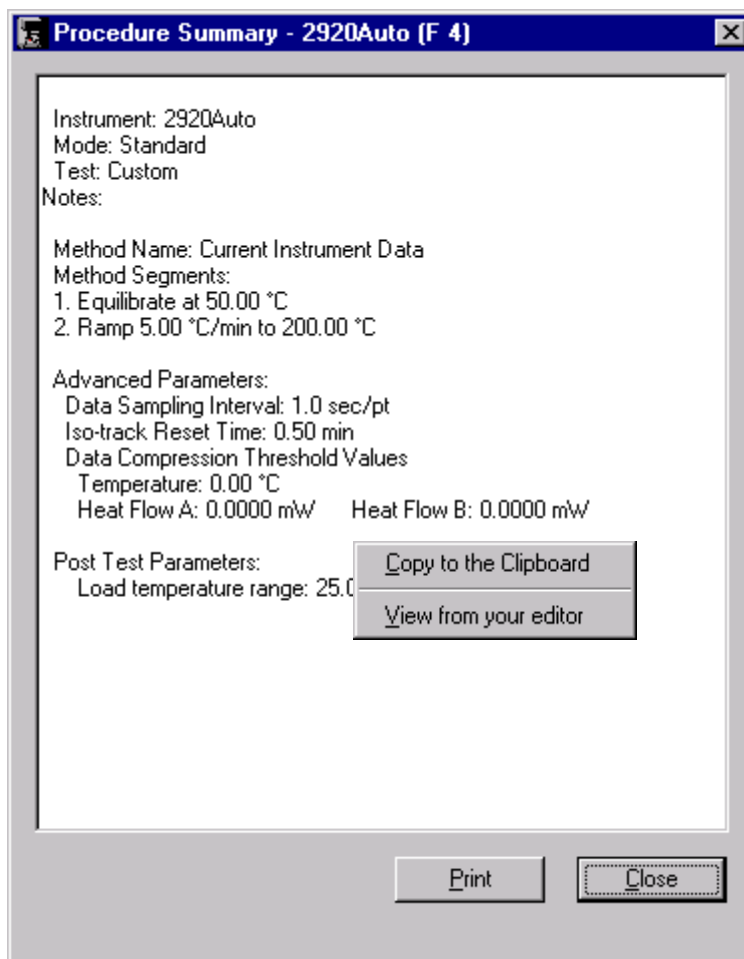 Procedure Summary - 2920Auto (F 4)
Instrument: 2920Auto
Mode: Standard
Test: Custom
Notes:
Method Name: Current Instrument Data
Method Segments:
1. Equilibrate at 50.00 °C
2. Ramp 5.00 °C/min to 200.00 °C
Advanced Parameters:
Data Sampling Interval: 1.0 sec/pt
Iso-track Reset Time: 0.50 min
Data Compression Threshold Values
Temperature: 0.00 °C
Heat Flow A: 0.0000 mW Heat Flow B: 0.0000 mW
Post Test Parameters:
Load temperature range: 25.0
Copy to the Clipboard
View from your editor
Print Close